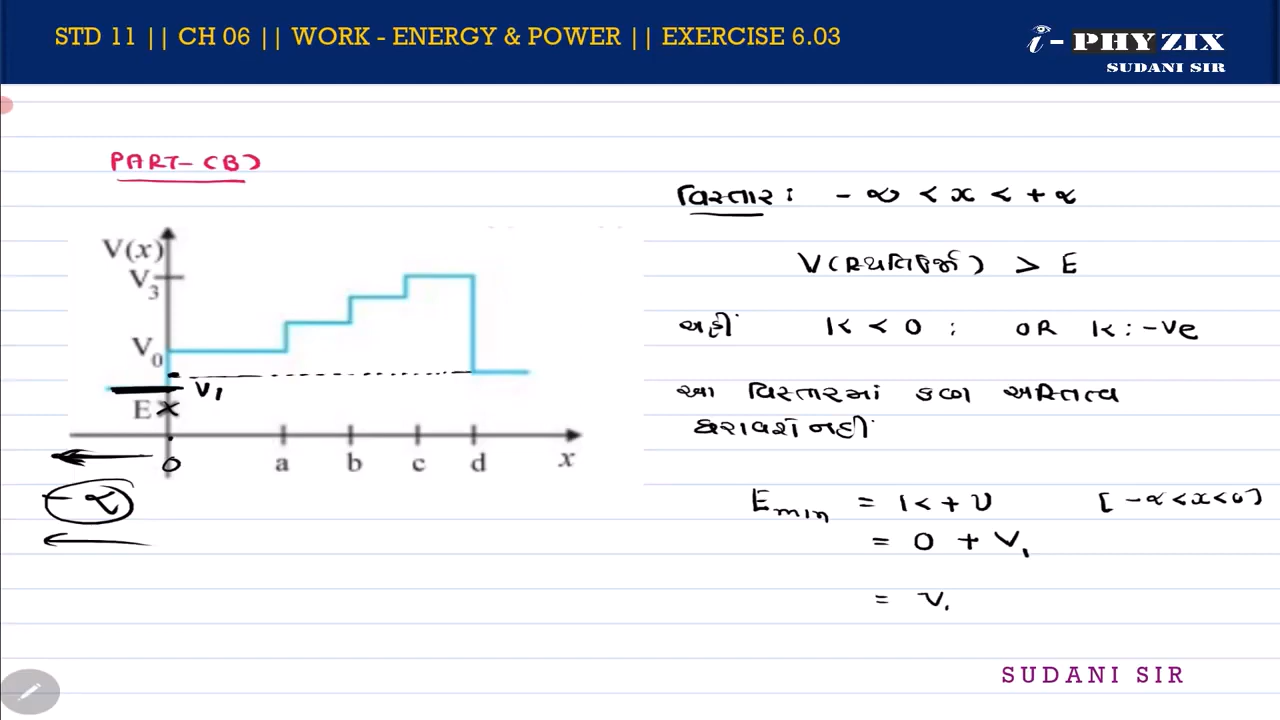 STD 11 || CH 06 || WORK - ENERGY & POWER || EXERCISE 6.03
i - PHYZIX
SUDANI SIR
PART-(B)
V(x)
V3
V0
V1
E
0 a b c d x
- ∝
વિસ્તાર : - ∞ < x < + ∝
V(સ્થિતિઊર્જા) > E
અહીં K < 0 ; OR K : -ve
આ વિસ્તારમાં કણ અસ્તિત્વ
ધરાવશે નહીં.
Emin = K + U [ -∝ < x < 0 ]
= 0 + V1
= V1
SUDANI SIR